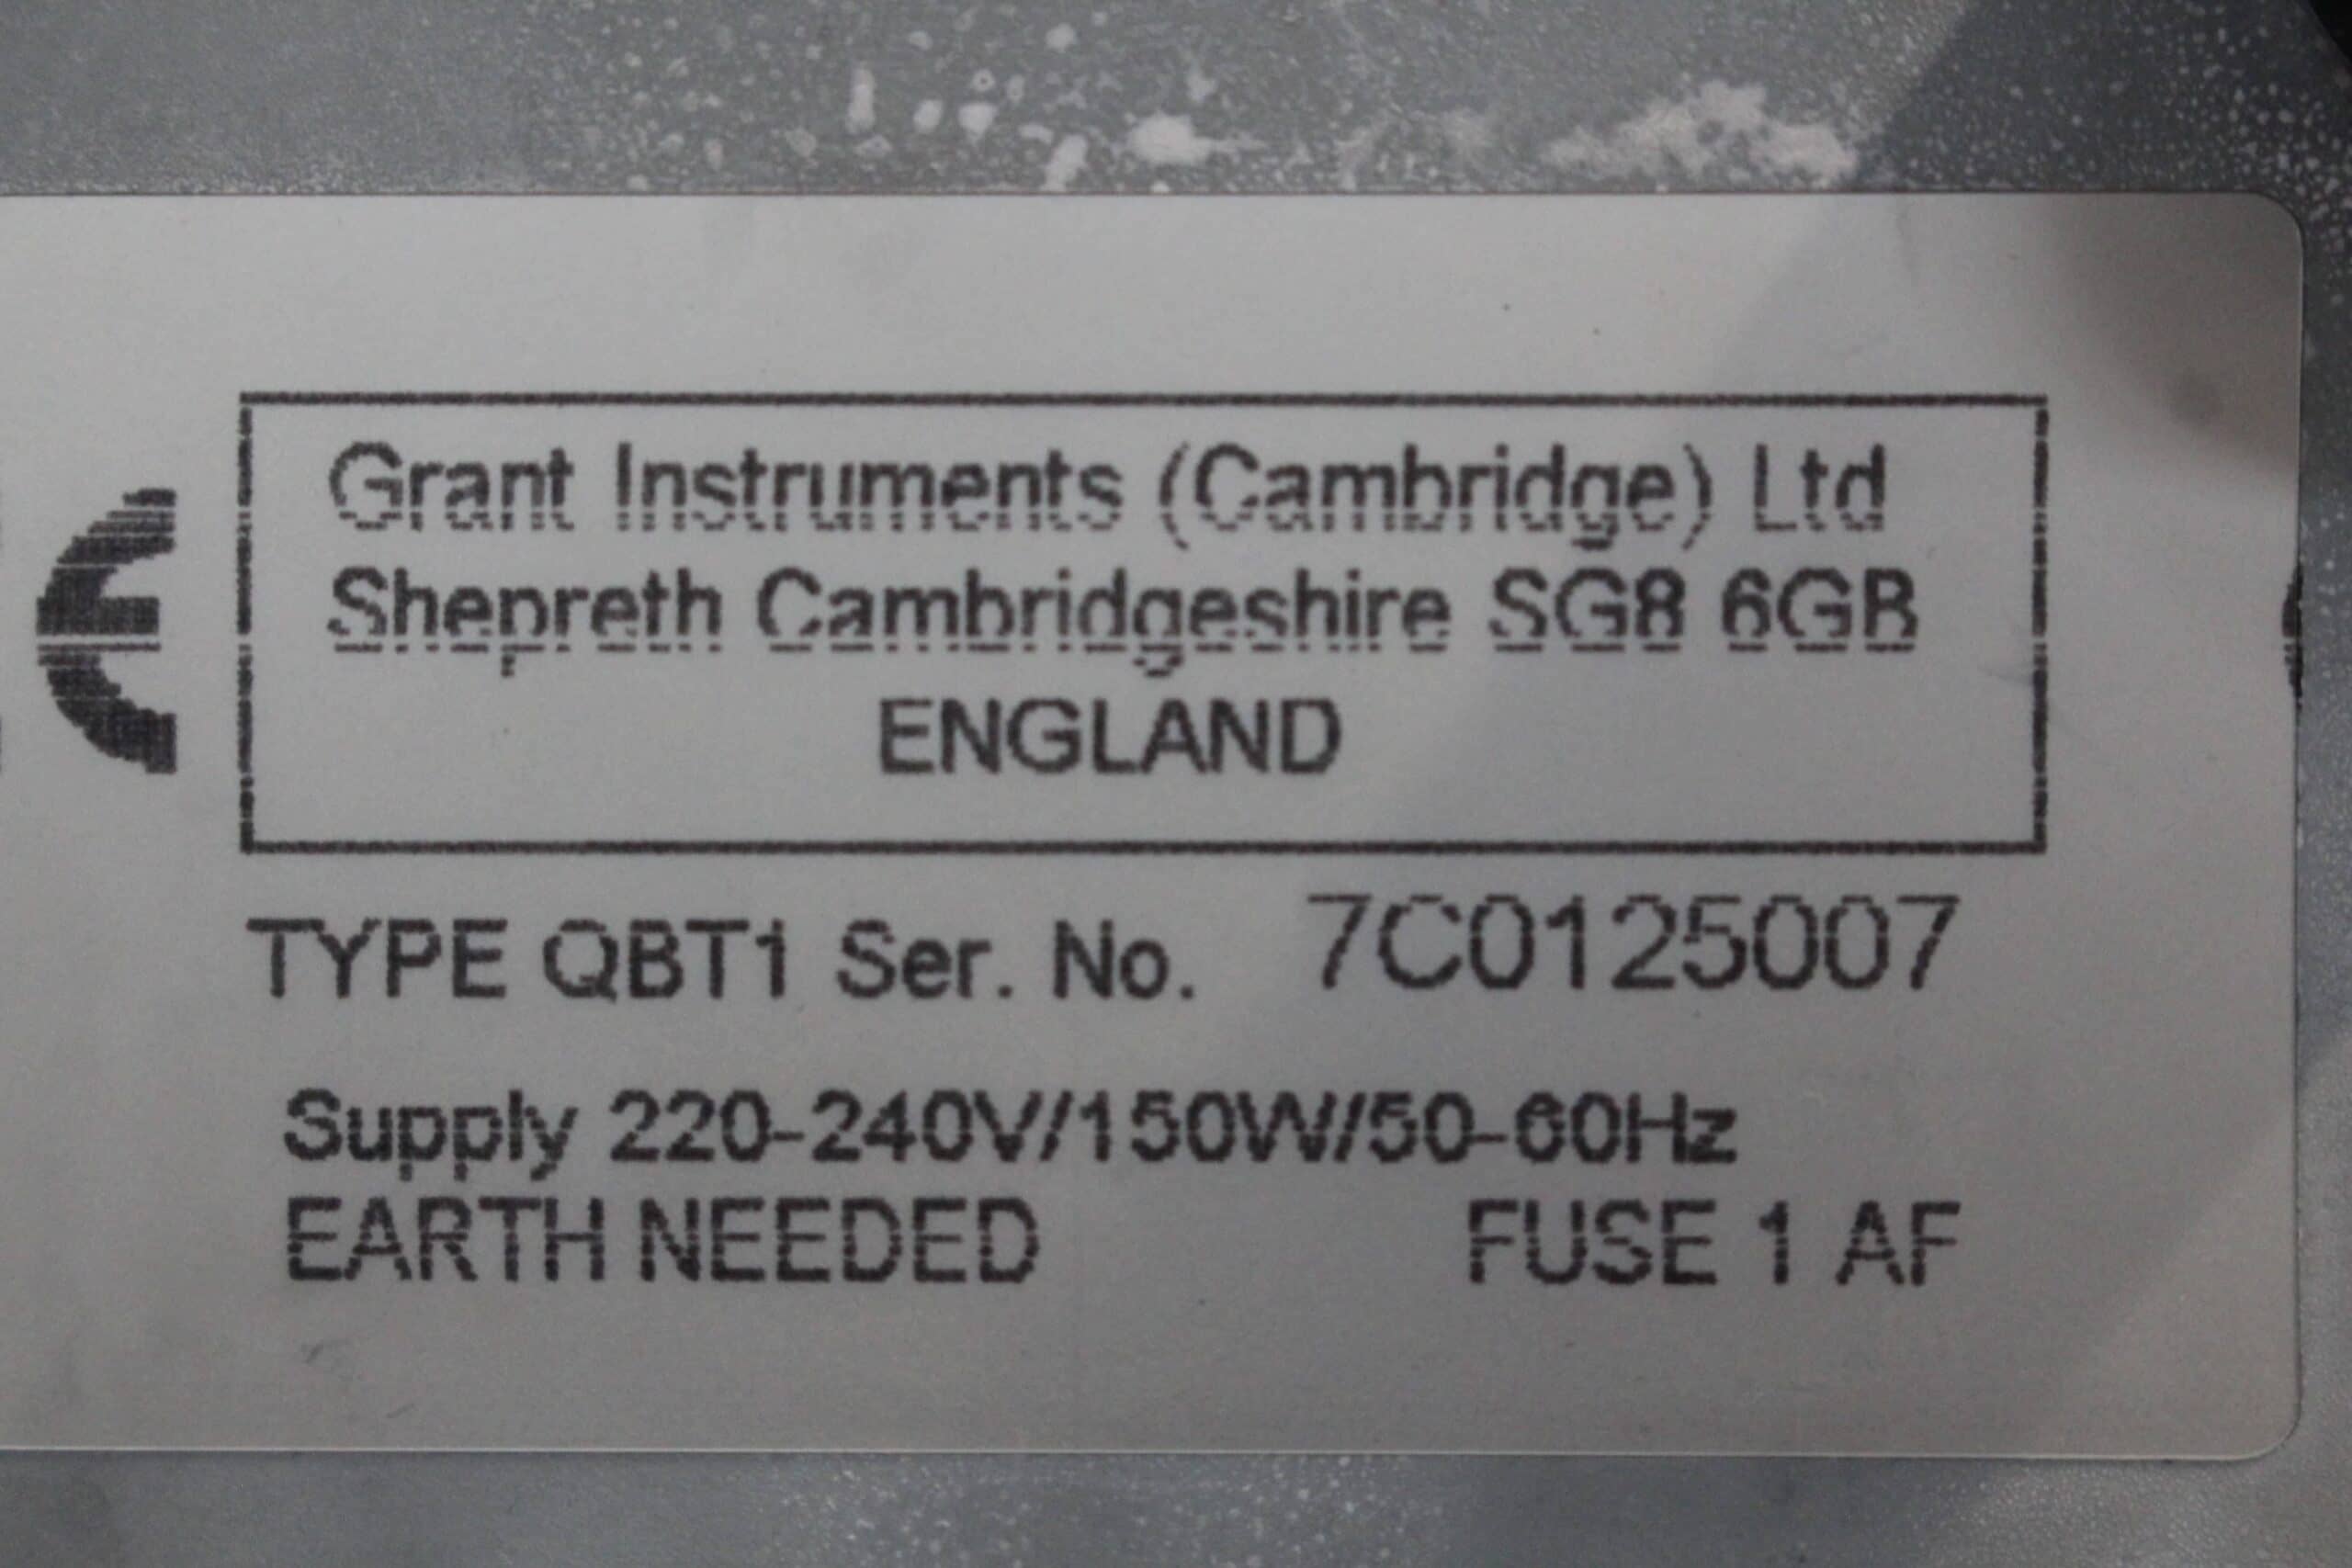 Grant Instruments (Cambridge) Ltd
Shepreth Cambridgeshire SG8 6GB
ENGLAND
TYPE QBT1 Ser. No. 7C0125007
Supply 220-240V/150W/50-60Hz
EARTH NEEDED FUSE 1 AF